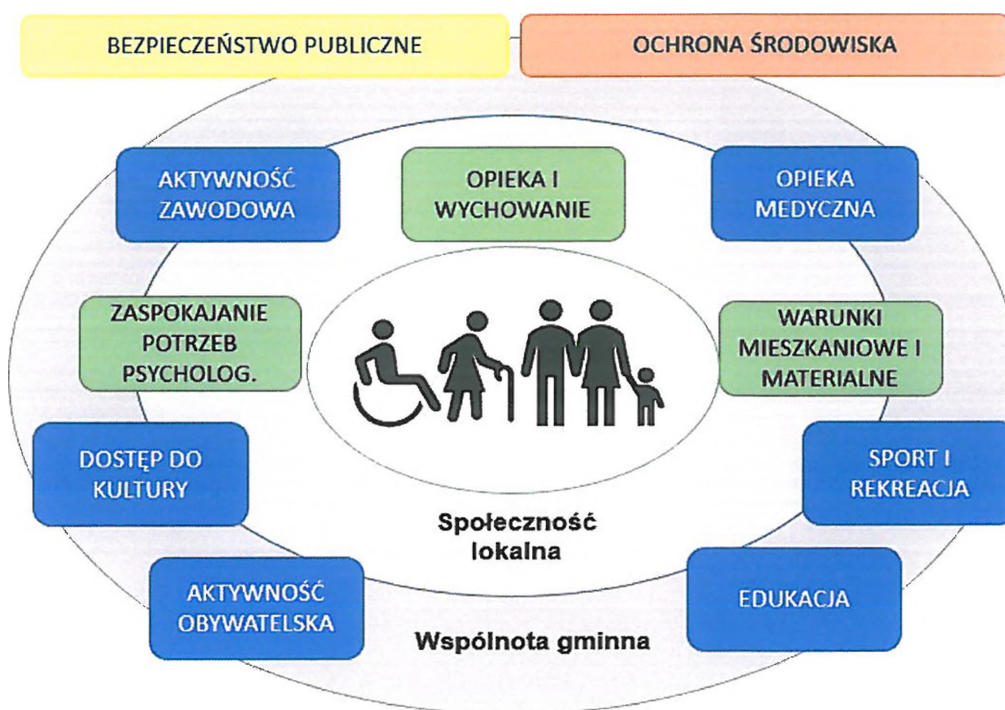 BEZPIECZEŃSTWO PUBLICZNE
OCHRONA ŚRODOWISKA
AKTYWNOŚĆ
ZAWODOWA
OPIEKA I
WYCHOWANIE
OPIEKA
MEDYCZNA
ZASPOKAJANIE
POTRZEB
PSYCHOLOG.
WARUNKI
MIESZKANIOWE I
MATERIALNE
DOSTĘP DO
KULTURY
SPORT I
REKREACJA
Społeczność
lokalna
AKTYWNOŚĆ
OBYWATELSKA
EDUKACJA
Wspólnota gminna